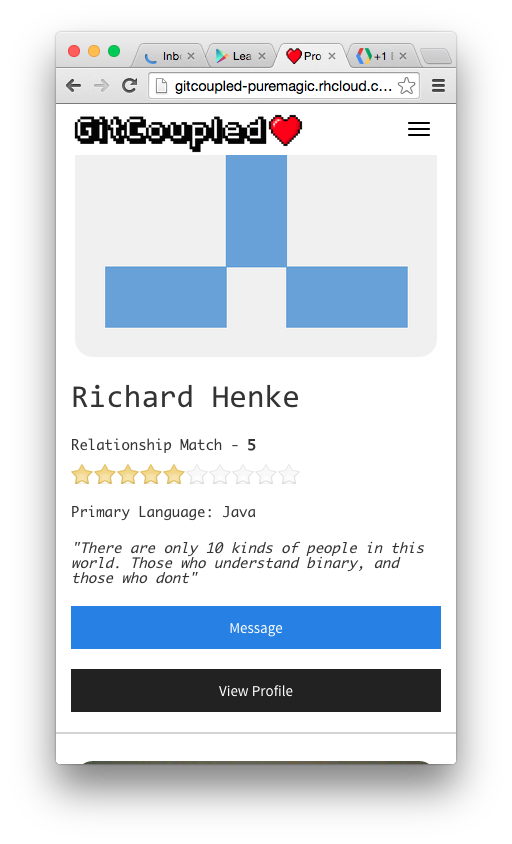 Inb
Lea
Pro
+1
gitcoupled-puremagic.rhcloud.c...
GitCoupled
Richard Henke
Relationship Match - 5
Primary Language: Java
"There are only 10 kinds of people in this
world. Those who understand binary, and
those who dont"
Message
View Profile